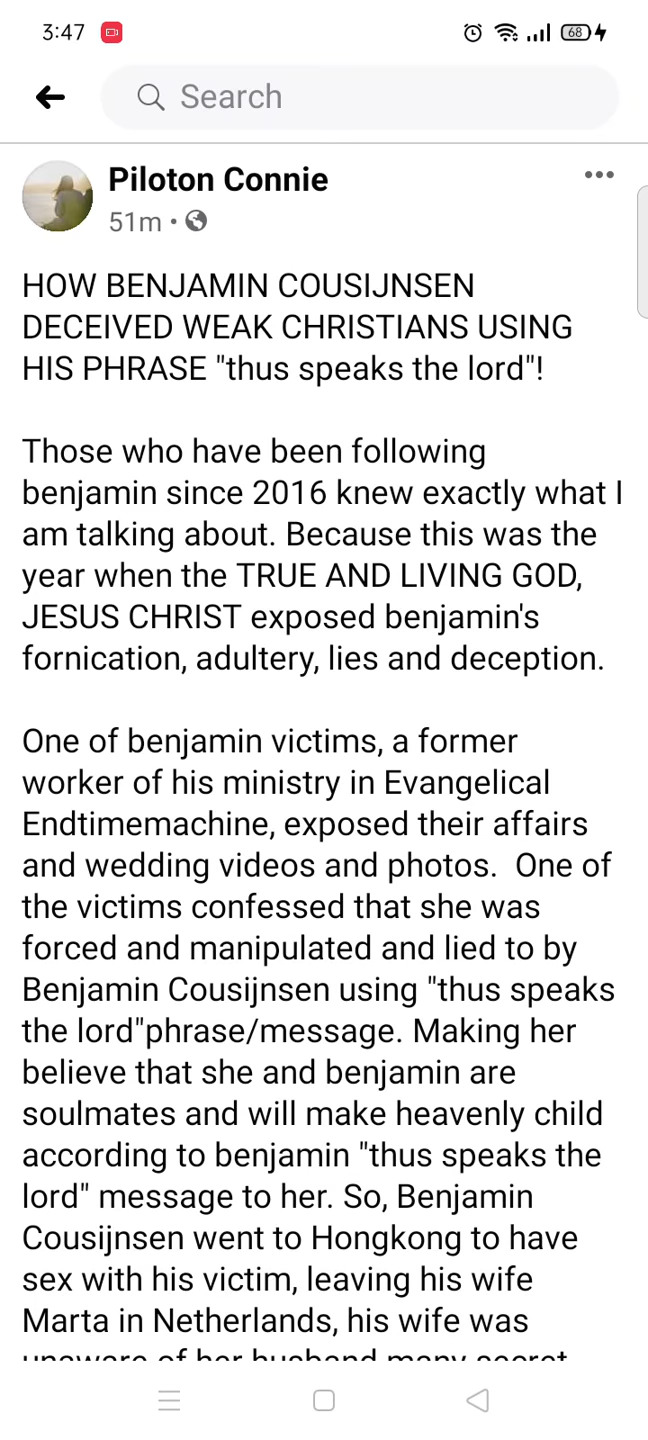 3:47
68
Search
Piloton Connie
51m
HOW BENJAMIN COUSIJNSEN
DECEIVED WEAK CHRISTIANS USING
HIS PHRASE "thus speaks the lord"!
Those who have been following
benjamin since 2016 knew exactly what I
am talking about. Because this was the
year when the TRUE AND LIVING GOD,
JESUS CHRIST exposed benjamin's
fornication, adultery, lies and deception.
One of benjamin victims, a former
worker of his ministry in Evangelical
Endtimemachine, exposed their affairs
and wedding videos and photos.  One of
the victims confessed that she was
forced and manipulated and lied to by
Benjamin Cousijnsen using "thus speaks
the lord"phrase/message. Making her
believe that she and benjamin are
soulmates and will make heavenly child
according to benjamin "thus speaks the
lord" message to her. So, Benjamin
Cousijnsen went to Hongkong to have
sex with his victim, leaving his wife
Marta in Netherlands, his wife was
unaware of her husband many secret